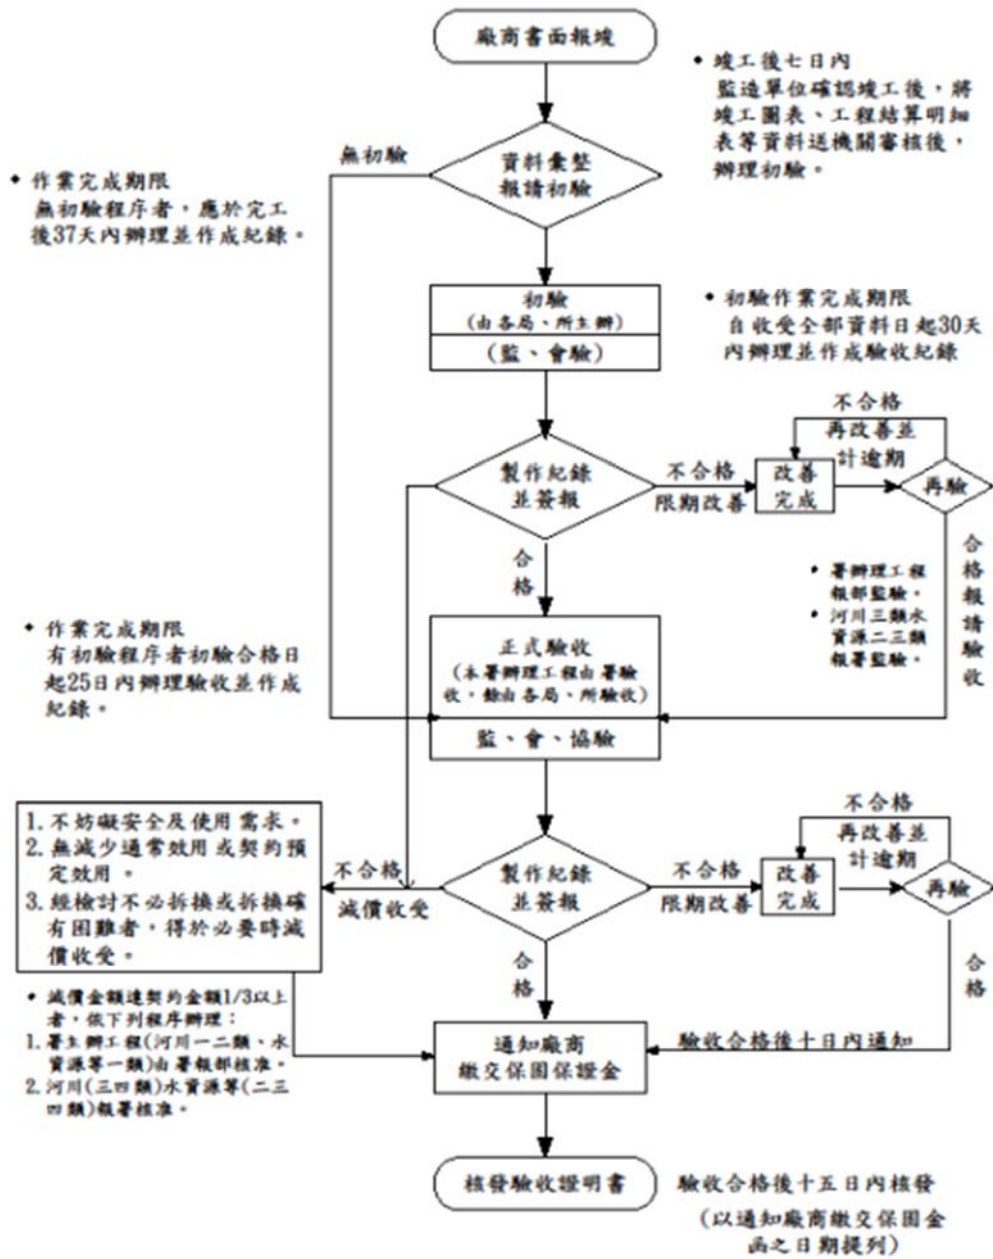 廠商書面報竣
• 竣工後七日內
監造單位確認竣工後，將
竣工圖表、工程結算明細
表等資料送機關審核後，
辦理初驗。
無初驗
資料彙整
報請初驗
• 作業完成期限
無初驗程序者，應於完工
後37天內辦理並作成紀錄。
初驗
(由各局、所主辦)
(監、會驗)
• 初驗作業完成期限
自收受全部資料日起30天
內辦理並作成驗收紀錄
不合格
再改善並
計逾期
製作紀錄
並簽報
不合格
限期改善
改善
完成
再驗
合格
合格報請驗收
• 署辦理工程
報部監驗。
• 河川三類水
資源二三類
報署監驗。
• 作業完成期限
有初驗程序者初驗合格日
起25日內辦理驗收並作成
紀錄。
正式驗收
(本署辦理工程由署驗
收，餘由各局、所驗收)
監、會、協驗
1. 不妨礙安全及使用需求。
2. 無減少通常效用或契約預
定效用。
3. 經檢討不必拆換或拆換確
有困難者，得於必要時減
價收受。
不合格
減價收受
製作紀錄
並簽報
不合格
限期改善
改善
完成
不合格
再改善並
計逾期
再驗
合格
合格
• 減價金額達契約金額1/3以上
者，依下列程序辦理：
1. 署主辦工程(河川一二類、水
資源等一類)由署報部核准。
2. 河川(三四類)水資源等(二三
四類)報署核准。
通知廠商
繳交保固保證金
驗收合格後十日內通知
核發驗收證明書
驗收合格後十五日內核發
(以通知廠商繳交保固金
函之日期提列)